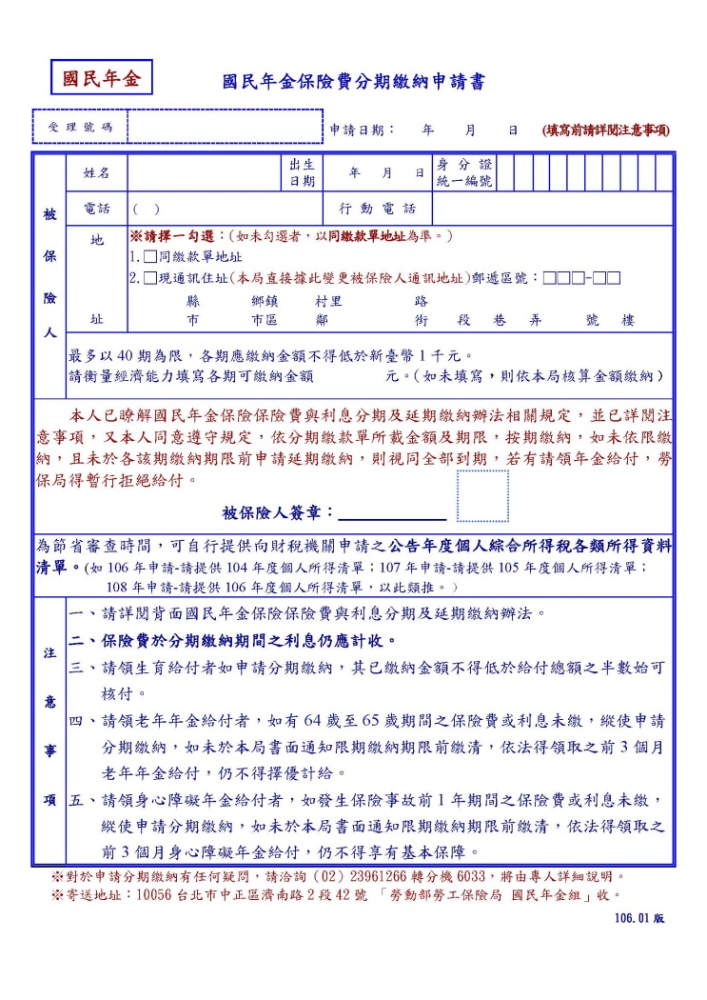 國民年金
國民年金保險費分期繳納申請書
受理號碼
申請日期： 年 月 日 (填寫前請詳閱注意事項)
被保險人
姓名
出生日期
年 月 日
身分證統一編號
電話
( )
行動電話
地址
※請擇一勾選：(如未勾選者，以同繳款單地址為準。)
1.□同繳款單地址
2.□現通訊住址(本局直接據此變更被保險人通訊地址)郵遞區號：□□□-□□
縣 鄉鎮 村里 路
市 市區 鄰 街 段 巷 弄 號 樓
最多以 40 期為限，各期應繳納金額不得低於新臺幣 1 千元。
請衡量經濟能力填寫各期可繳納金額 元。(如未填寫，則依本局核算金額繳納)
本人已瞭解國民年金保險保險費與利息分期及延期繳納辦法相關規定，並已詳閱注
意事項，又本人同意遵守規定，依分期繳款單所載金額及期限，按期繳納，如未依限繳
納，且未於各該期繳納期限前申請延期繳納，則視同全部到期，若有請領年金給付，勞
保局得暫行拒絕給付。
被保險人簽章：
為節省審查時間，可自行提供向財稅機關申請之公告年度個人綜合所得稅各類所得資料
清單。(如 106 年申請-請提供 104 年度個人所得清單；107 年申請-請提供 105 年度個人所得清單；
108 年申請-請提供 106 年度個人所得清單，以此類推。)
注意事項
一、請詳閱背面國民年金保險保險費與利息分期及延期繳納辦法。
二、保險費於分期繳納期間之利息仍應計收。
三、請領生育給付者如申請分期繳納，其已繳納金額不得低於給付總額之半數始可
核付。
四、請領老年年金給付者，如有 64 歲至 65 歲期間之保險費或利息未繳，縱使申請
分期繳納，如未於本局書面通知限期繳納期限前繳清，依法得領取之前 3 個月
老年年金給付，仍不得擇優計給。
五、請領身心障礙年金給付者，如發生保險事故前 1 年期間之保險費或利息未繳，
縱使申請分期繳納，如未於本局書面通知限期繳納期限前繳清，依法得領取之
前 3 個月身心障礙年金給付，仍不得享有基本保障。
※對於申請分期繳納有任何疑問，請洽詢（02）23961266 轉分機 6033，將由專人詳細說明。
※寄送地址：10056 台北市中正區濟南路 2 段 42 號 「勞動部勞工保險局 國民年金組」收。
106.01 版